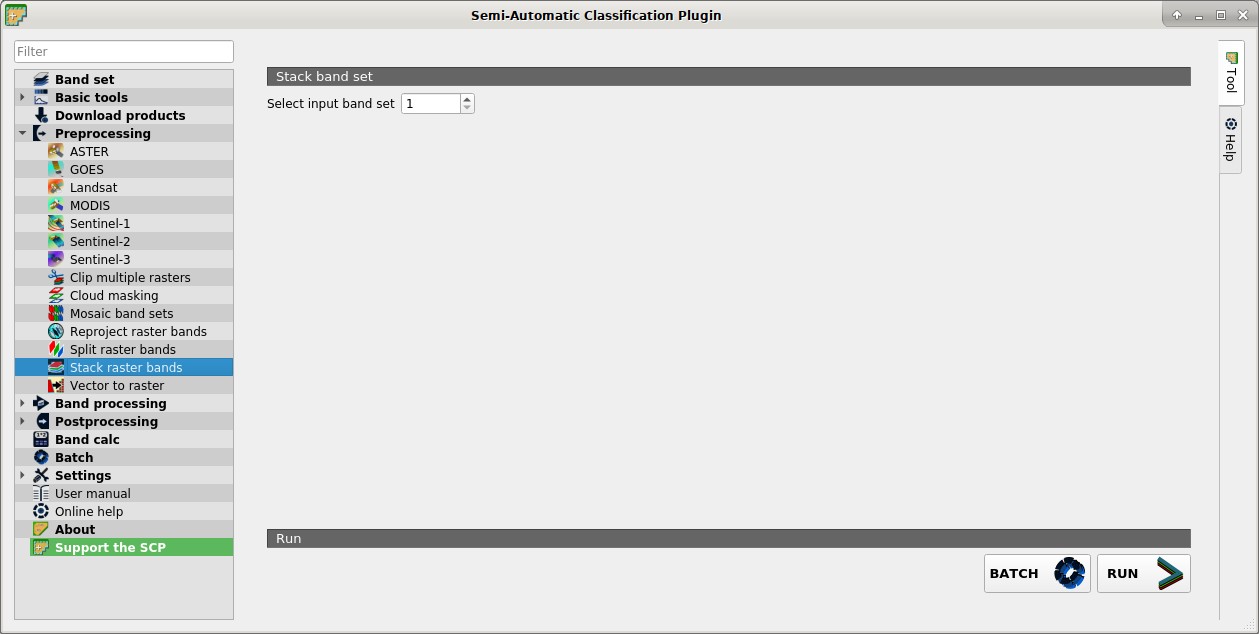 Semi-Automatic Classification Plugin
Filter
Band set
Basic tools
Download products
Preprocessing
ASTER
GOES
Landsat
MODIS
Sentinel-1
Sentinel-2
Sentinel-3
Clip multiple rasters
Cloud masking
Mosaic band sets
Reproject raster bands
Split raster bands
Stack raster bands
Vector to raster
Band processing
Postprocessing
Band calc
Batch
Settings
User manual
Online help
About
Support the SCP
Stack band set
Select input band set 1
Run
BATCH RUN
Tool
Help